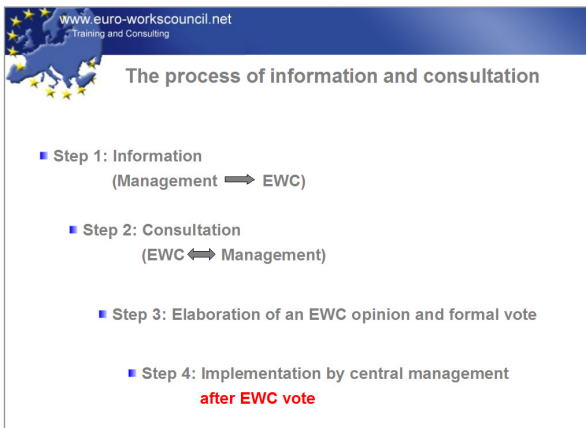 www.euro-workscouncil.net
Training and Consulting
The process of information and consultation
Step 1: Information
(Management EWC)
Step 2: Consultation
(EWC Management)
Step 3: Elaboration of an EWC opinion and formal vote
Step 4: Implementation by central management
after EWC vote